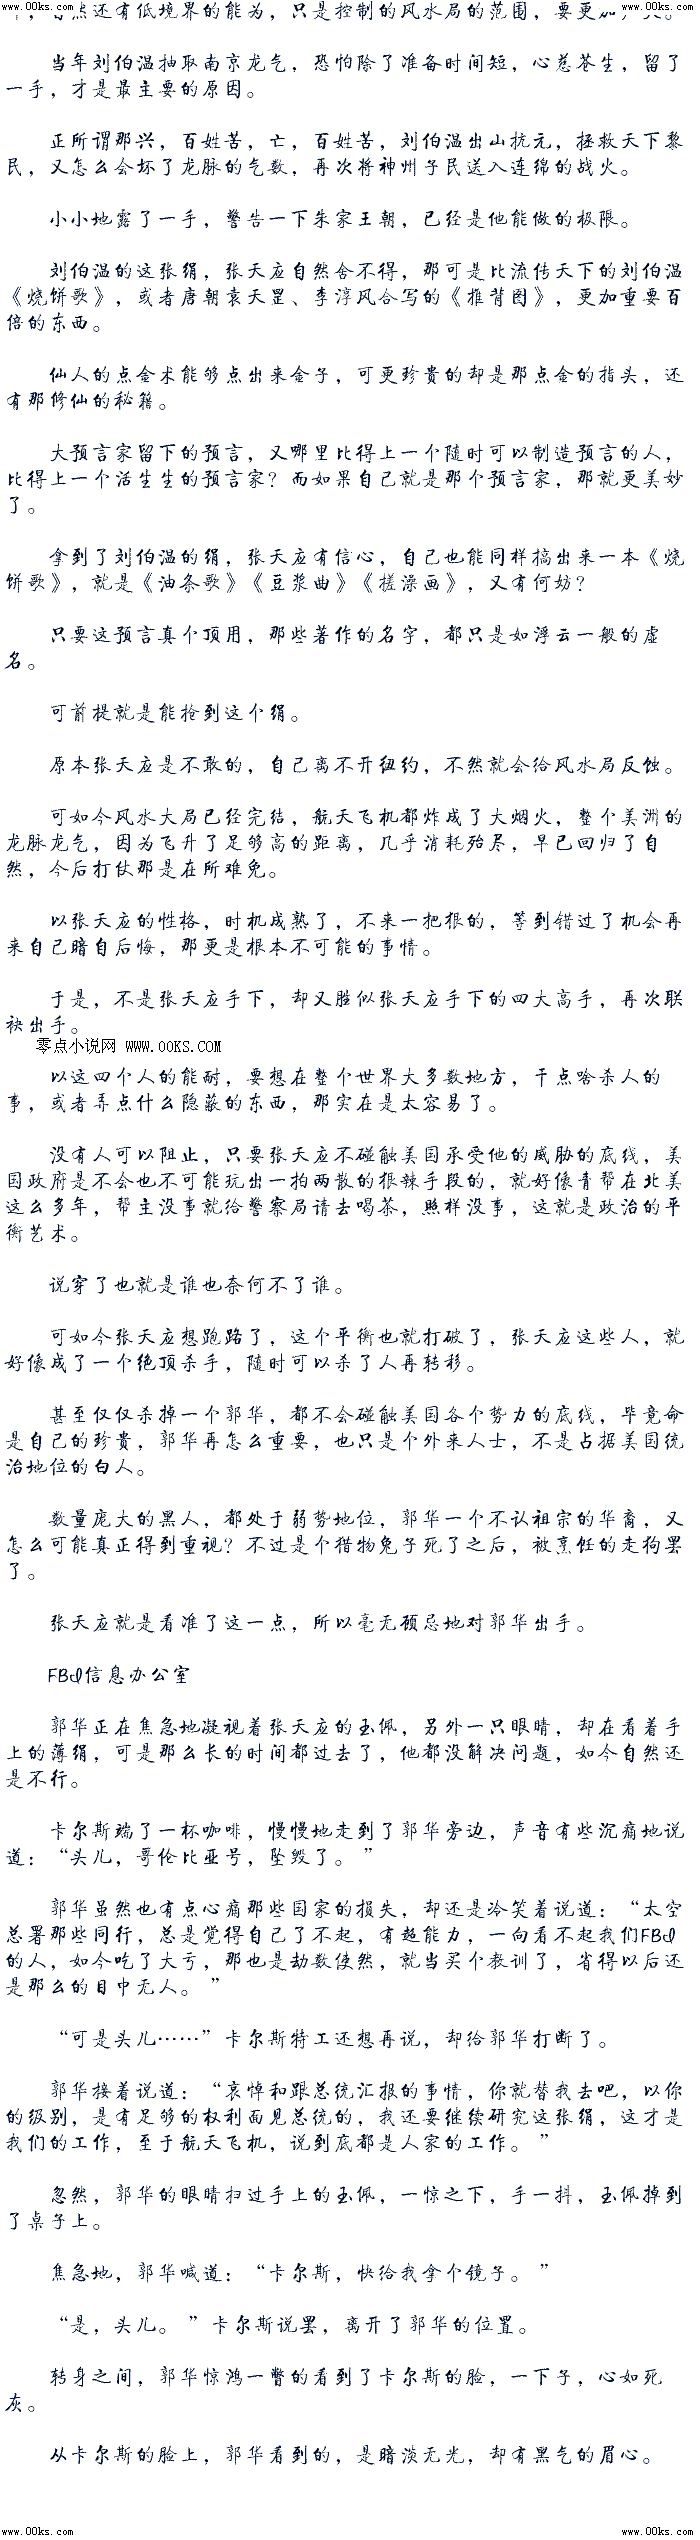 www.00ks.com www.00ks.com
当年刘伯温抽取南京龙气，恐怕除了准备时间短，心慈苍生，留了
一手，才是最主要的原因。
正所谓那兴，百姓苦，亡，百姓苦，刘伯温出山抗元，拯救天下黎
民，又怎么会坏了龙脉的气数，再次将神州子民送入连绵的战火。
小小地露了一手，警告一下朱家王朝，已经是他能做的极限。
刘伯温的这张绢，张天应自然舍不得，那可是比流传天下的刘伯温
《烧饼歌》，或者唐朝袁天罡、李淳风合写的《推背图》，更加重要百
倍的东西。
仙人的点金术能够点出来金子，可更珍贵的却是那点金的指头，还
有那修仙的秘籍。
大预言家留下的预言，又哪里比得上一个随时可以制造预言的人，
比得上一个活生生的预言家？而如果自己就是那个预言家，那就更美妙
了。
拿到了刘伯温的绢，张天应有信心，自己也能同样搞出来一本《烧
饼歌》，就是《油条歌》《豆浆曲》《搓澡画》，又有何妨？
只要这预言真个顶用，那些著作的名字，都只是如浮云一般的虚
名。
可前提就是能抢到这个绢。
原本张天应是不敢的，自己离不开纽约，不然就会给风水局反蚀。
可如今风水大局已经完结，航天飞机都炸成了大烟火，整个美洲的
龙脉龙气，因为飞升了足够高的距离，几乎消耗殆尽，早已回归了自
然，今后打仗那是在所难免。
以张天应的性格，时机成熟了，不来一把狠的，等到错过了机会再
来自己暗自后悔，那更是根本不可能的事情。
于是，不是张天应手下，却又胜似张天应手下的四大高手，再次联
袂出手。
零点小说网 www.00KS.COM
以这四个人的能耐，要想在整个世界大多数地方，干点啥杀人的
事，或者弄点什么隐蔽的东西，那实在是太容易了。
没有人可以阻止，只要张天应不碰触美国承受他的威胁的底线，美
国政府是不会也不可能玩出一拍两散的狠辣手段的，就好像青帮在北美
这么多年，帮主没事就给警察局请去喝茶，照样没事，这就是政治的平
衡艺术。
说穿了也就是谁也奈何不了谁。
可如今张天应想跑路了，这个平衡也就打破了，张天应这些人，就
好像成了一个绝顶杀手，随时可以杀了人再转移。
甚至仅仅杀掉一个郭华，都不会碰触美国各个势力的底线，毕竟命
是自己的珍贵，郭华再怎么重要，也只是个外来人士，不是占据美国统
治地位的白人。
数量庞大的黑人，都处于弱势地位，郭华一个不认祖宗的华裔，又
怎么可能真正得到重视？不过是个猎物兔子死了之后，被烹饪的走狗罢
了。
张天应就是看准了这一点，所以毫无顾忌地对郭华出手。
FBI信息办公室
郭华正在焦急地凝视着张天应的玉佩，另外一只眼睛，却在看着手
上的薄绢，可是那么长的时间都过去了，他都没解决问题，如今自然还
是不行。
卡尔斯端了一杯咖啡，慢慢地走到了郭华旁边，声音有些沉痛地说
道：“头儿，哥伦比亚号，坠毁了。”
郭华虽然也有点心痛那些国家的损失，却还是冷笑着说道：“太空
总署那些同行，总是觉得自己了不起，有超能力，一向看不起我们FBI
的人，如今吃了大亏，那也是劫数使然，就当买个教训了，省得以后还
是那么的目中无人。”
“可是头儿……”卡尔斯特工还想再说，却给郭华打断了。
郭华接着说道：“哀悼和跟总统汇报的事情，你就替我去吧，以你
的级别，是有足够的权利面见总统的，我还要继续研究这张绢，这才是
我们的工作，至于航天飞机，说到底都是人家的工作。”
忽然，郭华的眼睛扫过手上的玉佩，一惊之下，手一抖，玉佩掉到
了桌子上。
焦急地，郭华喊道：“卡尔斯，快给我拿个镜子。”
“是，头儿。”卡尔斯说罢，离开了郭华的位置。
转身之间，郭华惊鸿一瞥的看到了卡尔斯的脸，一下子，心如死
灰。
从卡尔斯的脸上，郭华看到的，是暗淡无光，却有黑气的眉心。
www.00ks.com www.00ks.com